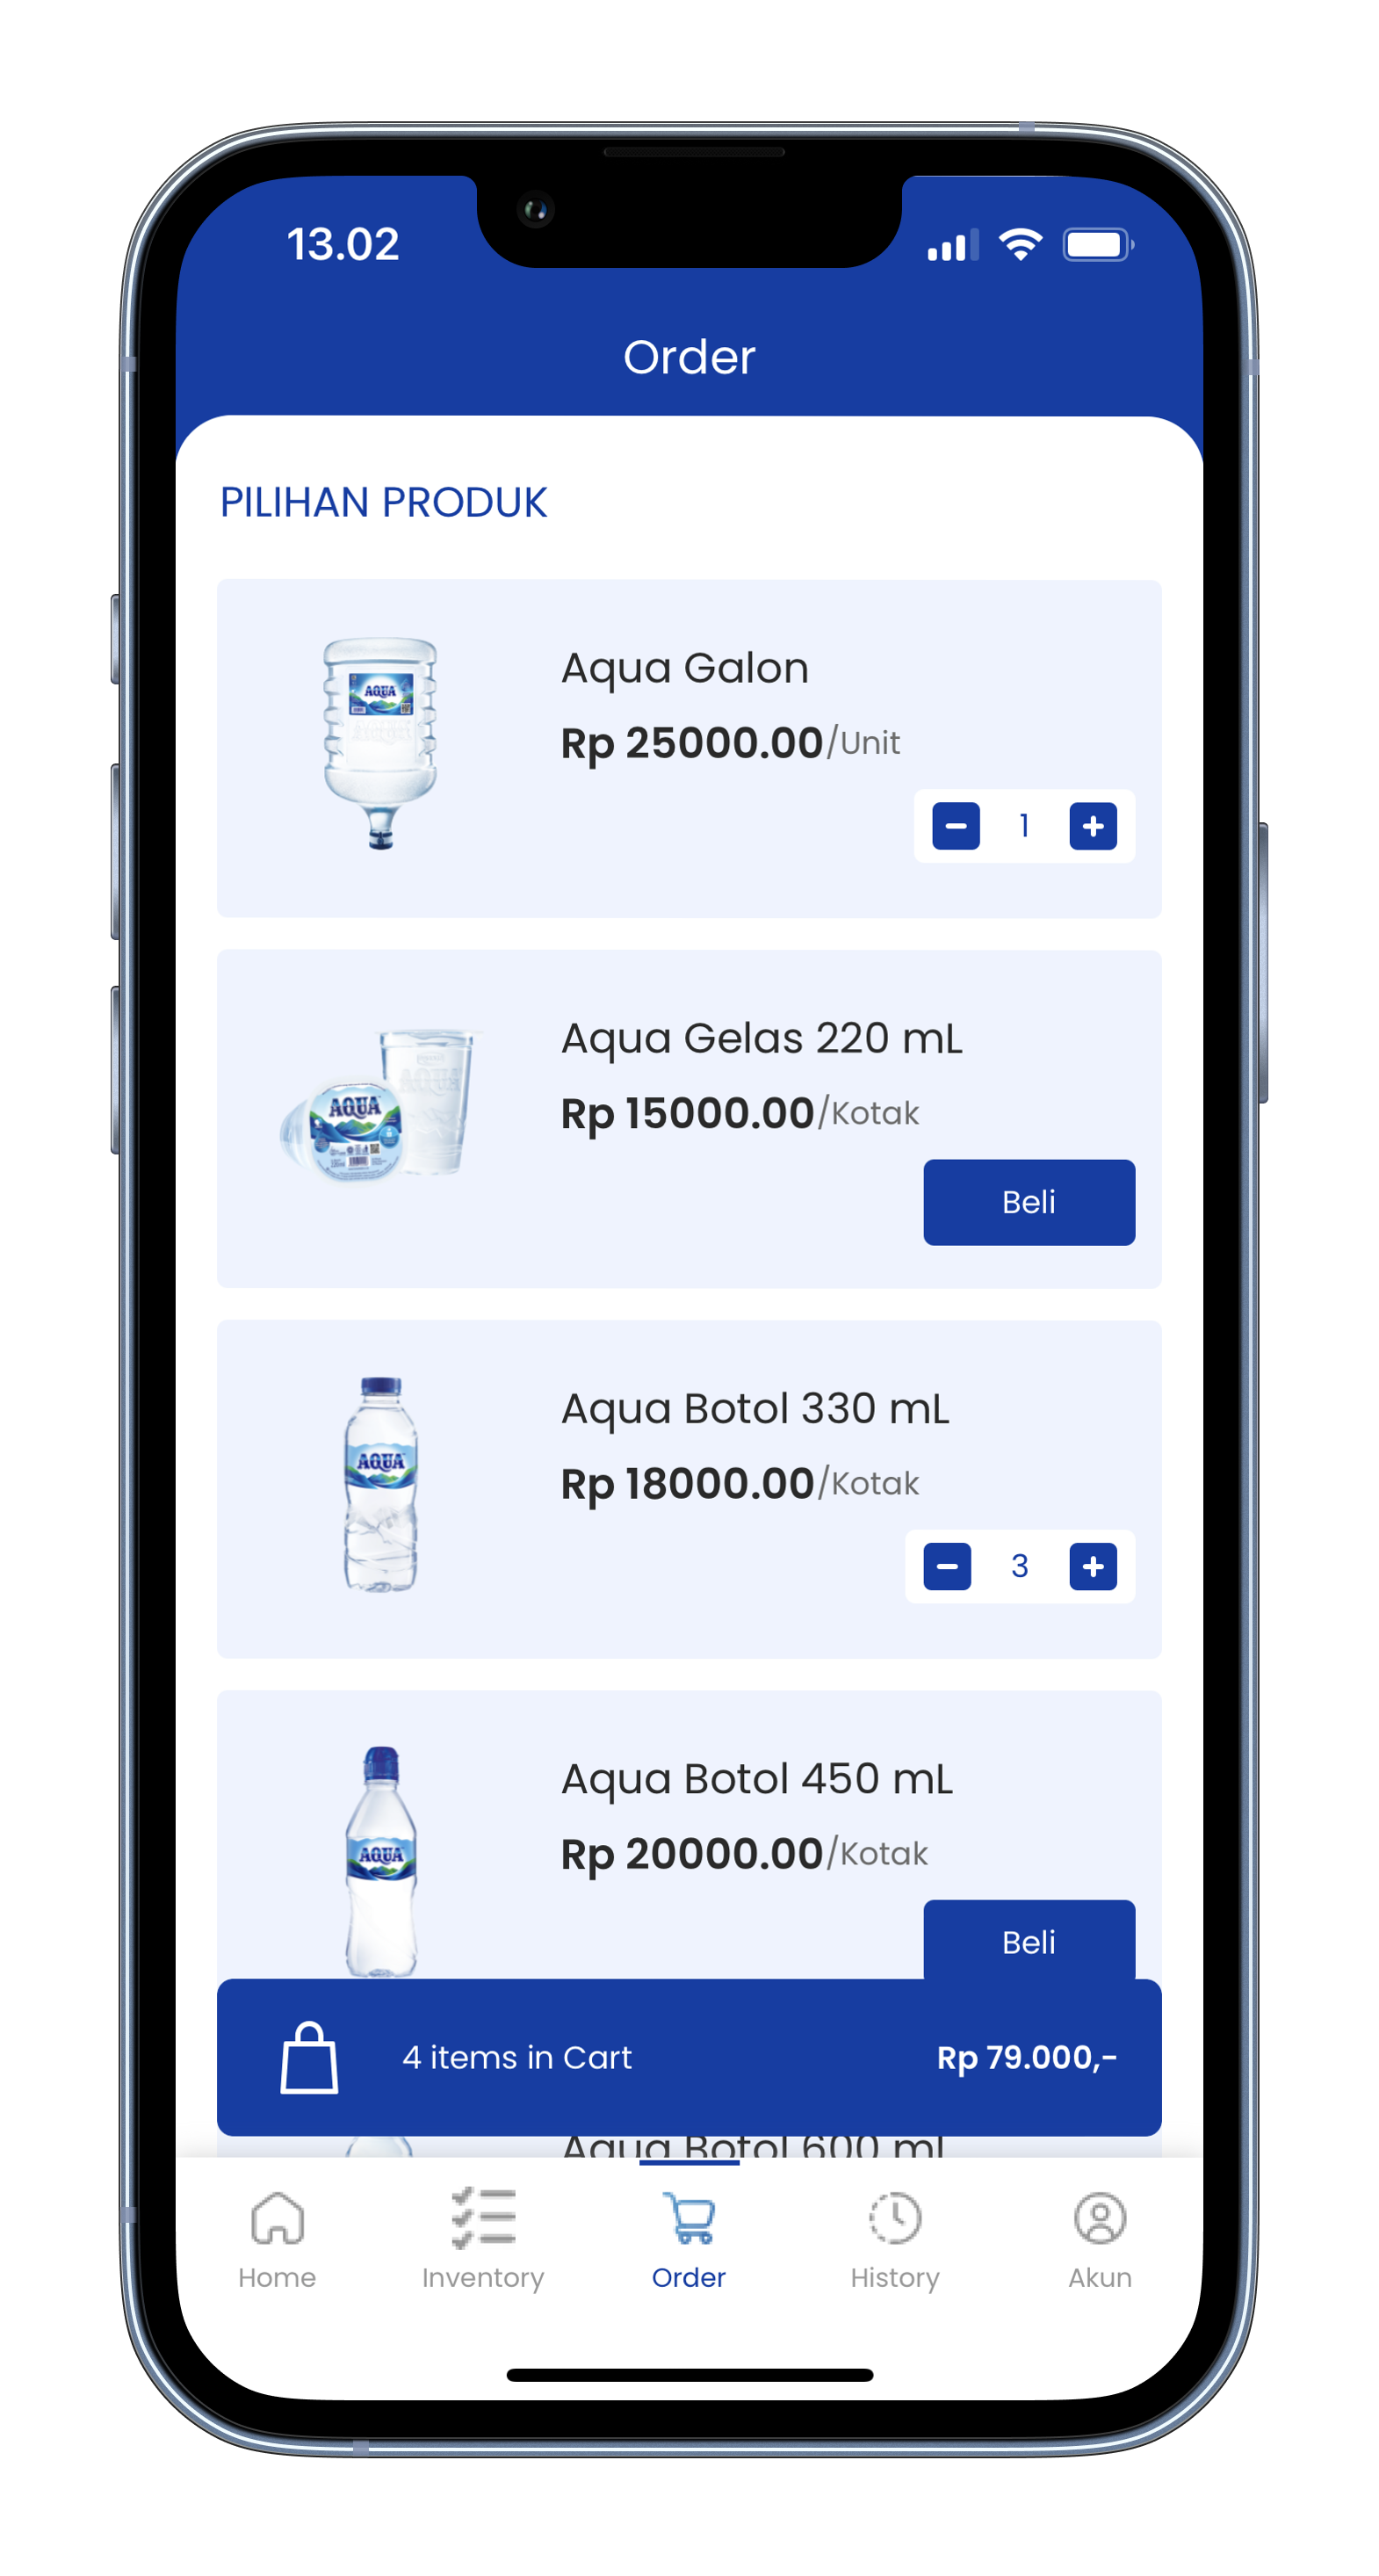 13.02
Order
PILIHAN PRODUK
AQUA
AQUA
Aqua Galon
Rp 25000.00/Unit
1
AQUA
AQUA
Aqua Gelas 220 mL
Rp 15000.00/Kotak
Beli
AQUA
Aqua Botol 330 mL
Rp 18000.00/Kotak
3
AQUA
Aqua Botol 450 mL
Rp 20000.00/Kotak
Beli
4 items in Cart
Rp 79.000,-
Aqua Botol 600 mL
Home
Inventory
Order
History
Akun